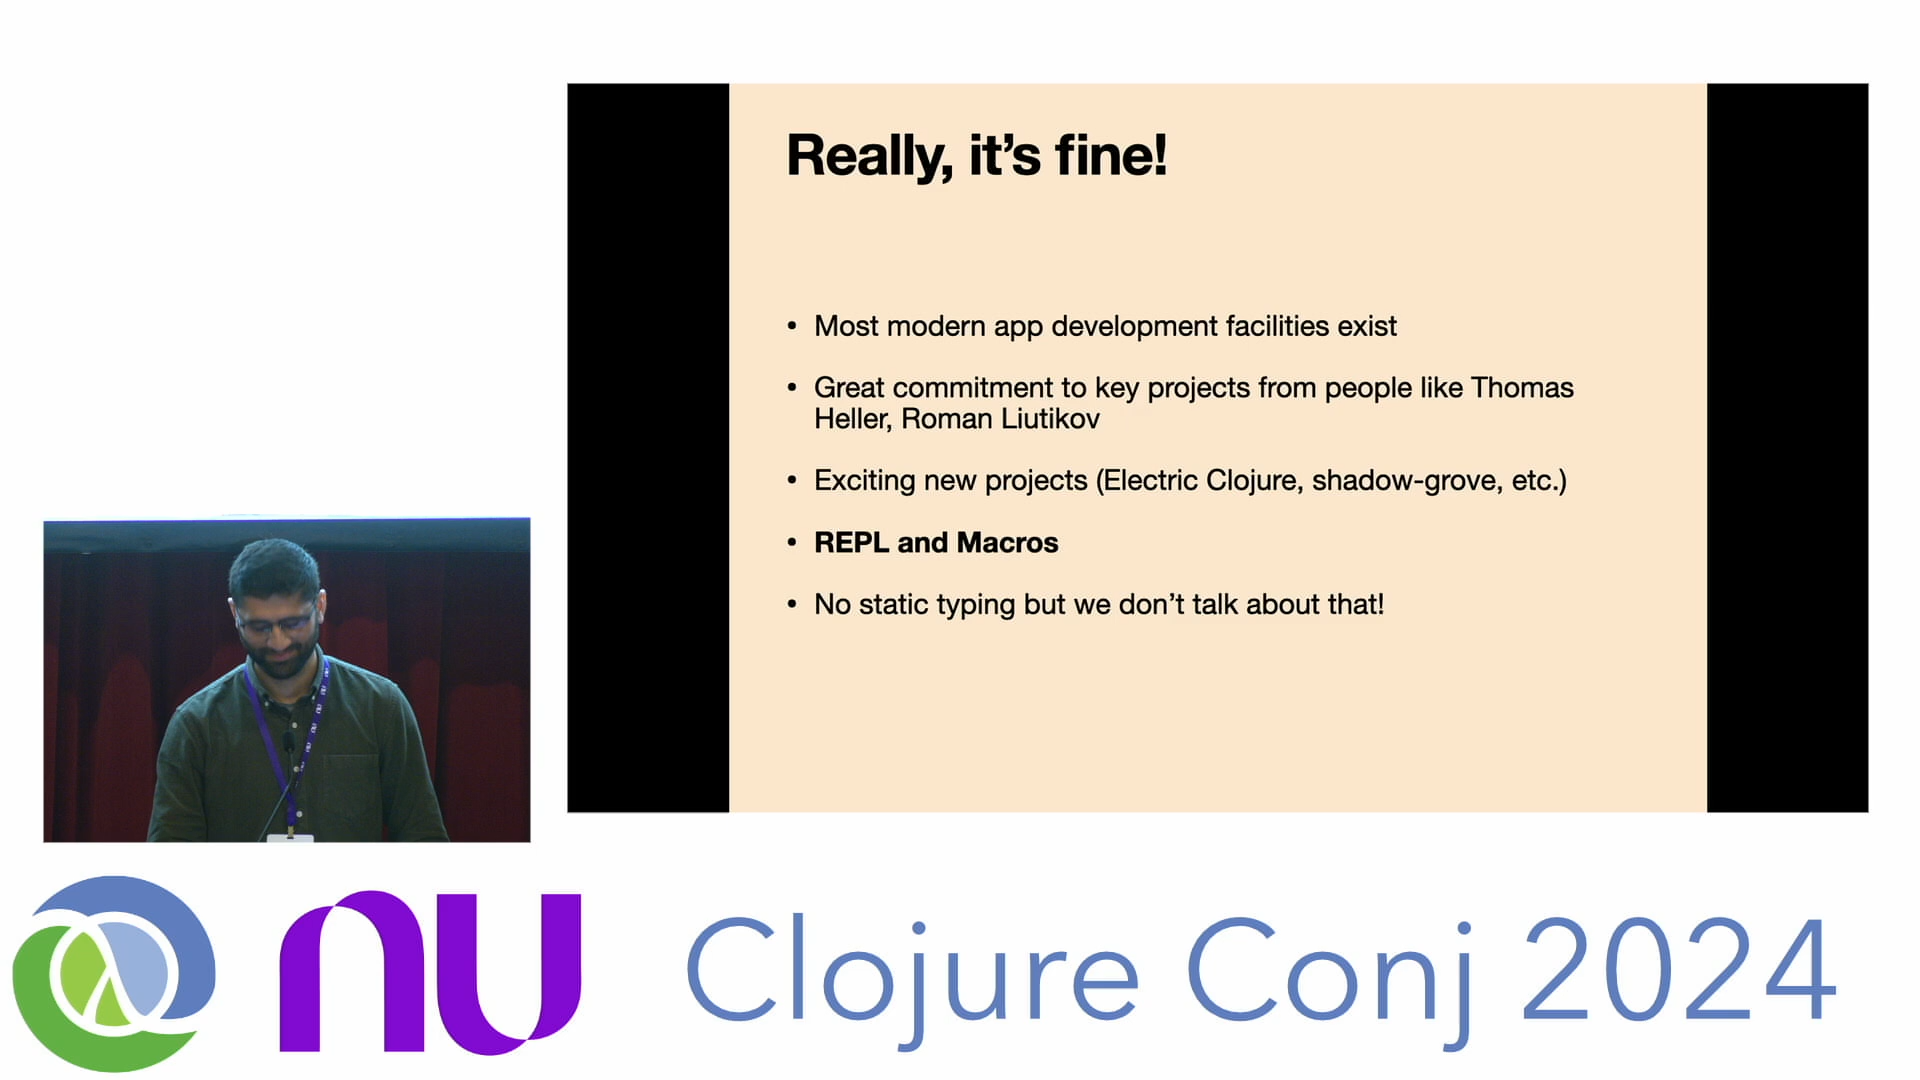 Really, it’s fine!
• Most modern app development facilities exist
• Great commitment to key projects from people like Thomas
Heller, Roman Liutikov
• Exciting new projects (Electric Clojure, shadow-grove, etc.)
• REPL and Macros
• No static typing but we don’t talk about that!
nu Clojure Conj 2024